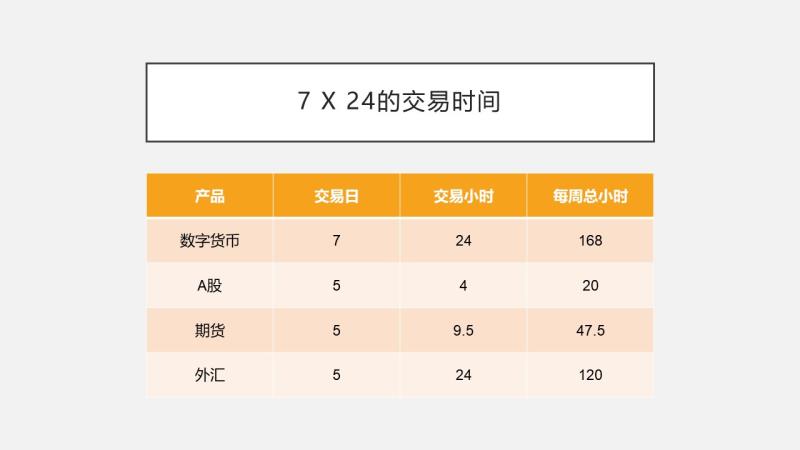 7 X 24的交易时间
产品 交易日 交易小时 每周总小时
数字货币 7 24 168
A股 5 4 20
期货 5 9.5 47.5
外汇 5 24 120